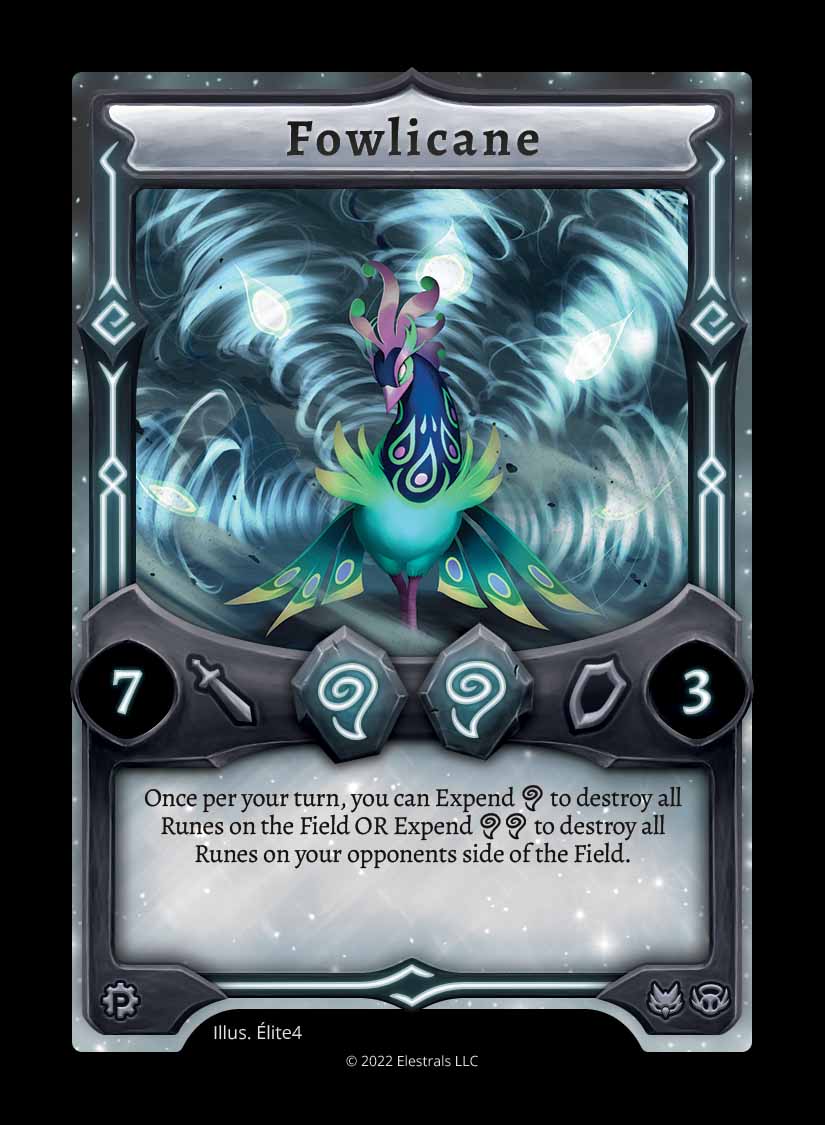 Fowlicane
7
3
Once per your turn, you can Expend to destroy all
Runes on the Field OR Expend to destroy all
Runes on your opponents side of the Field.
P
Illus. Élite4
© 2022 Elestrals LLC